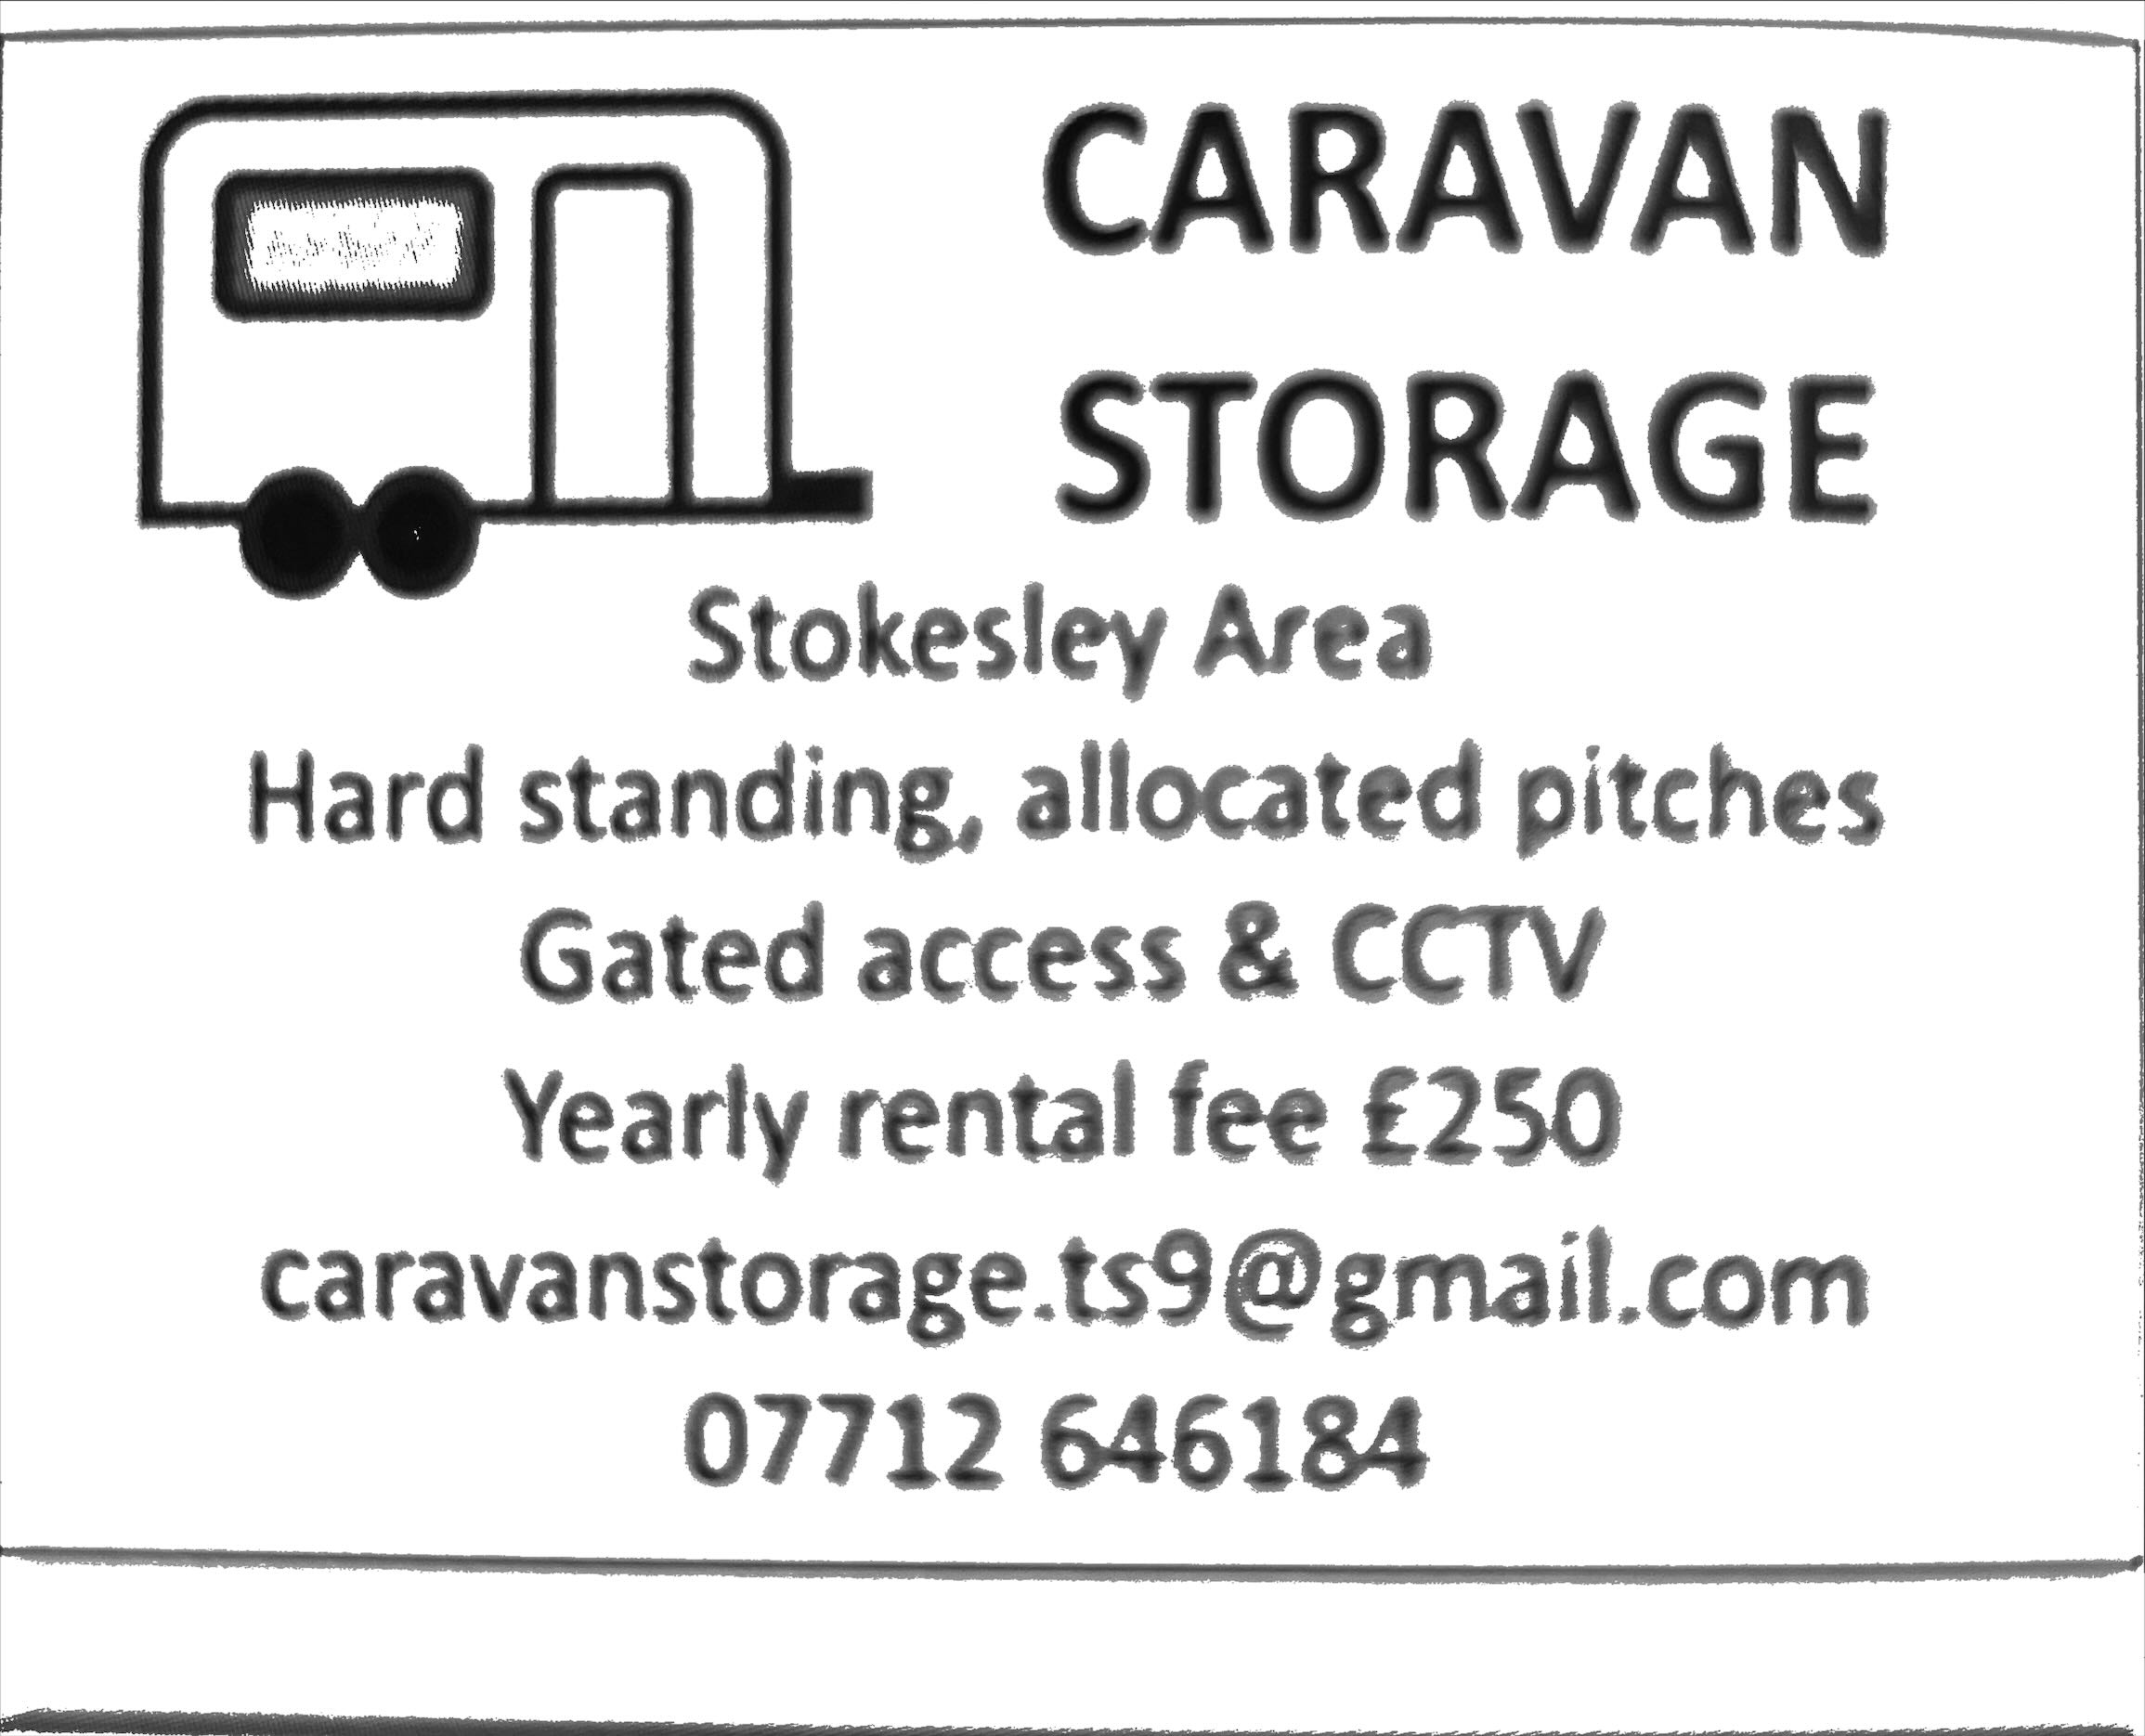 CARAVAN
STORAGE
Stokesley Area
Hard standing, allocated pitches
Gated access & CCTV
Yearly rental fee £250
caravanstorage.ts9@gmail.com
07712 646184